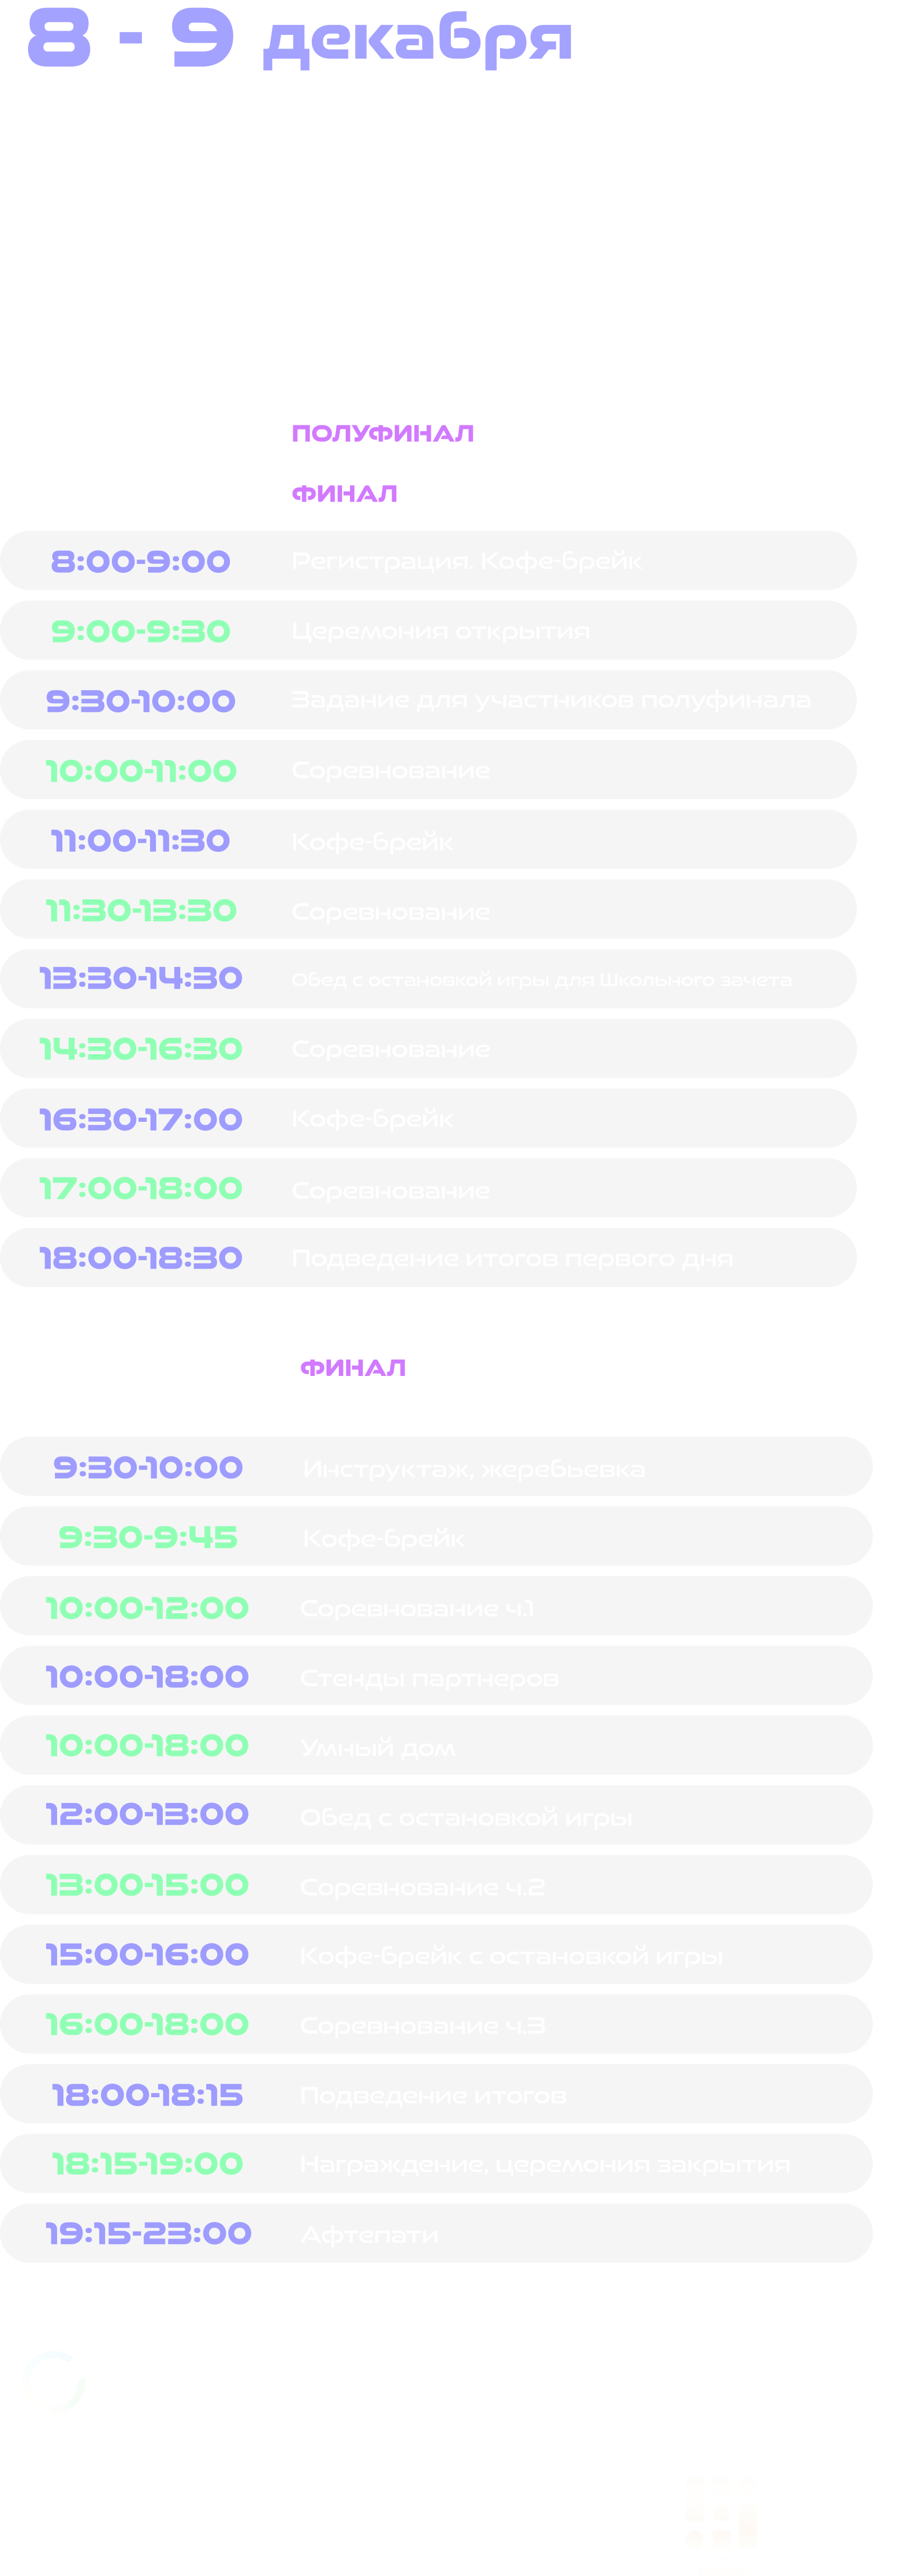 8 - 9 декабря
ПОЛУФИНАЛ
ФИНАЛ
8:00-9:00 Регистрация. Кофе-брейк
9:00-9:30 Церемония открытия
9:30-10:00 Задание для участников полуфинала
10:00-11:00 Соревнование
11:00-11:30 Кофе-брейк
11:30-13:30 Соревнование
13:30-14:30 Обед с остановкой игры для Школьного зачета
14:30-16:30 Соревнование
16:30-17:00 Кофе-брейк
17:00-18:00 Соревнование
18:00-18:30 Подведение итогов первого дня
ФИНАЛ
9:30-10:00 Инструктаж, жеребьевка
9:30-9:45 Кофе-брейк
10:00-12:00 Соревнование ч.1
10:00-18:00 Стенды партнеров
10:00-18:00 Умный дом
12:00-13:00 Обед с остановкой игры
13:00-15:00 Соревнование ч.2
15:00-16:00 Кофе-брейк с остановкой игры
16:00-18:00 Соревнование ч.3
18:00-18:15 Подведение итогов
18:15-19:00 Награждение, церемония закрытия
19:15-23:00 Афтепати